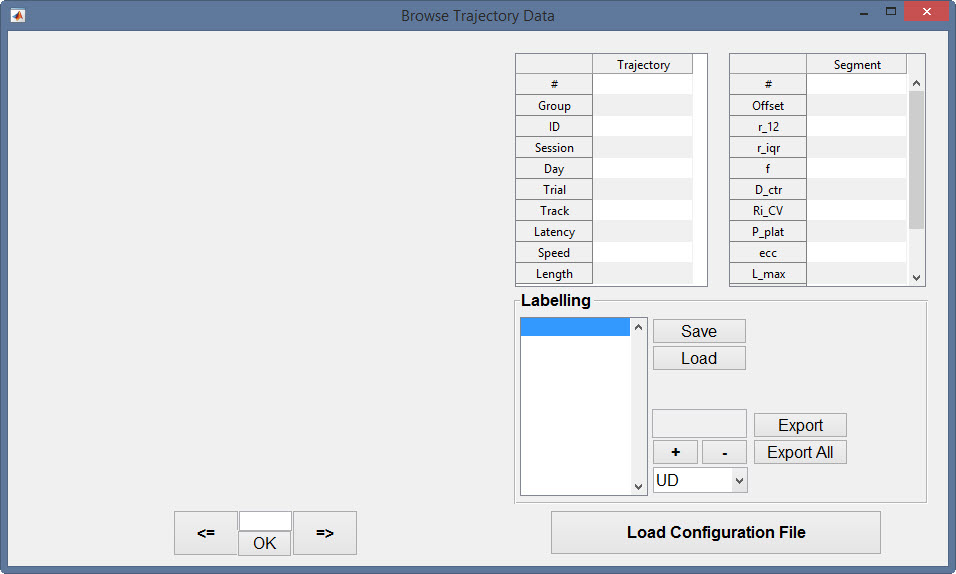 Browse Trajectory Data
Trajectory
#
Group
ID
Session
Day
Trial
Track
Latency
Speed
Length
Segment
#
Offset
r_12
r_iqr
f
D_ctr
Ri_CV
P_plat
ecc
L_max
Labelling
Save
Load
Export
+ - Export All
UD
<= OK =>
Load Configuration File